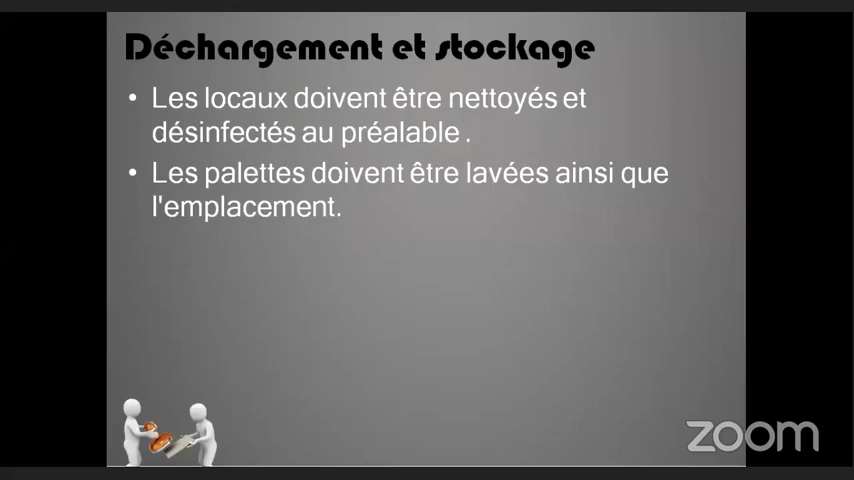 Déchargement et stockage
• Les locaux doivent être nettoyés et
désinfectés au préalable .
• Les palettes doivent être lavées ainsi que
l'emplacement.
zoom